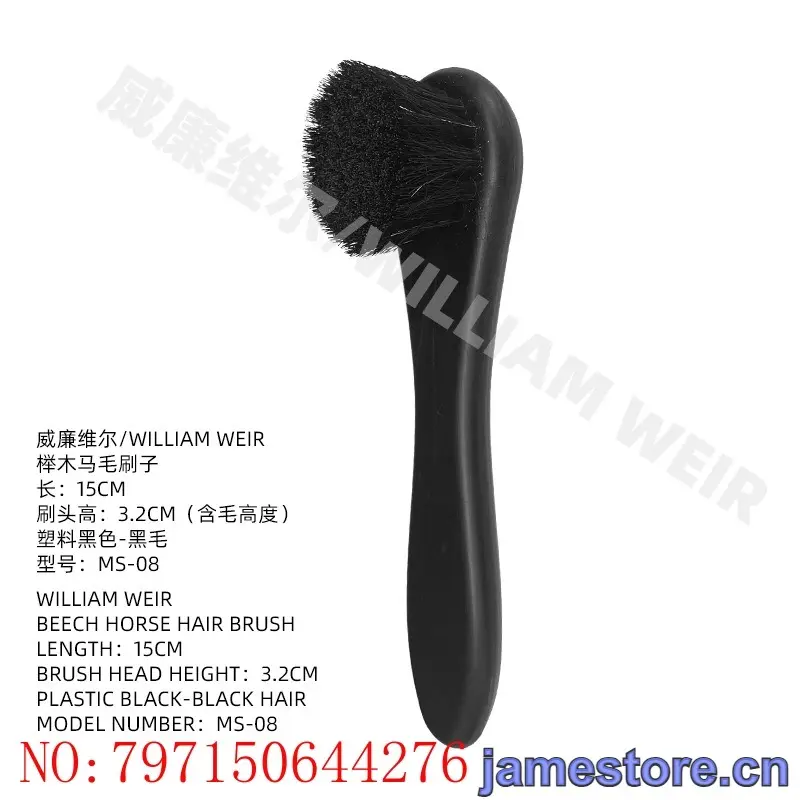 威廉维尔/WILLIAM WEIR
威廉维尔/WILLIAM WEIR
榉木马毛刷子
长：15CM
刷头高：3.2CM（含毛高度）
塑料黑色-黑毛
型号：MS-08
WILLIAM WEIR
BEECH HORSE HAIR BRUSH
LENGTH：15CM
BRUSH HEAD HEIGHT：3.2CM
PLASTIC BLACK-BLACK HAIR
MODEL NUMBER：MS-08
NO: 797150644276
jamestore.cn